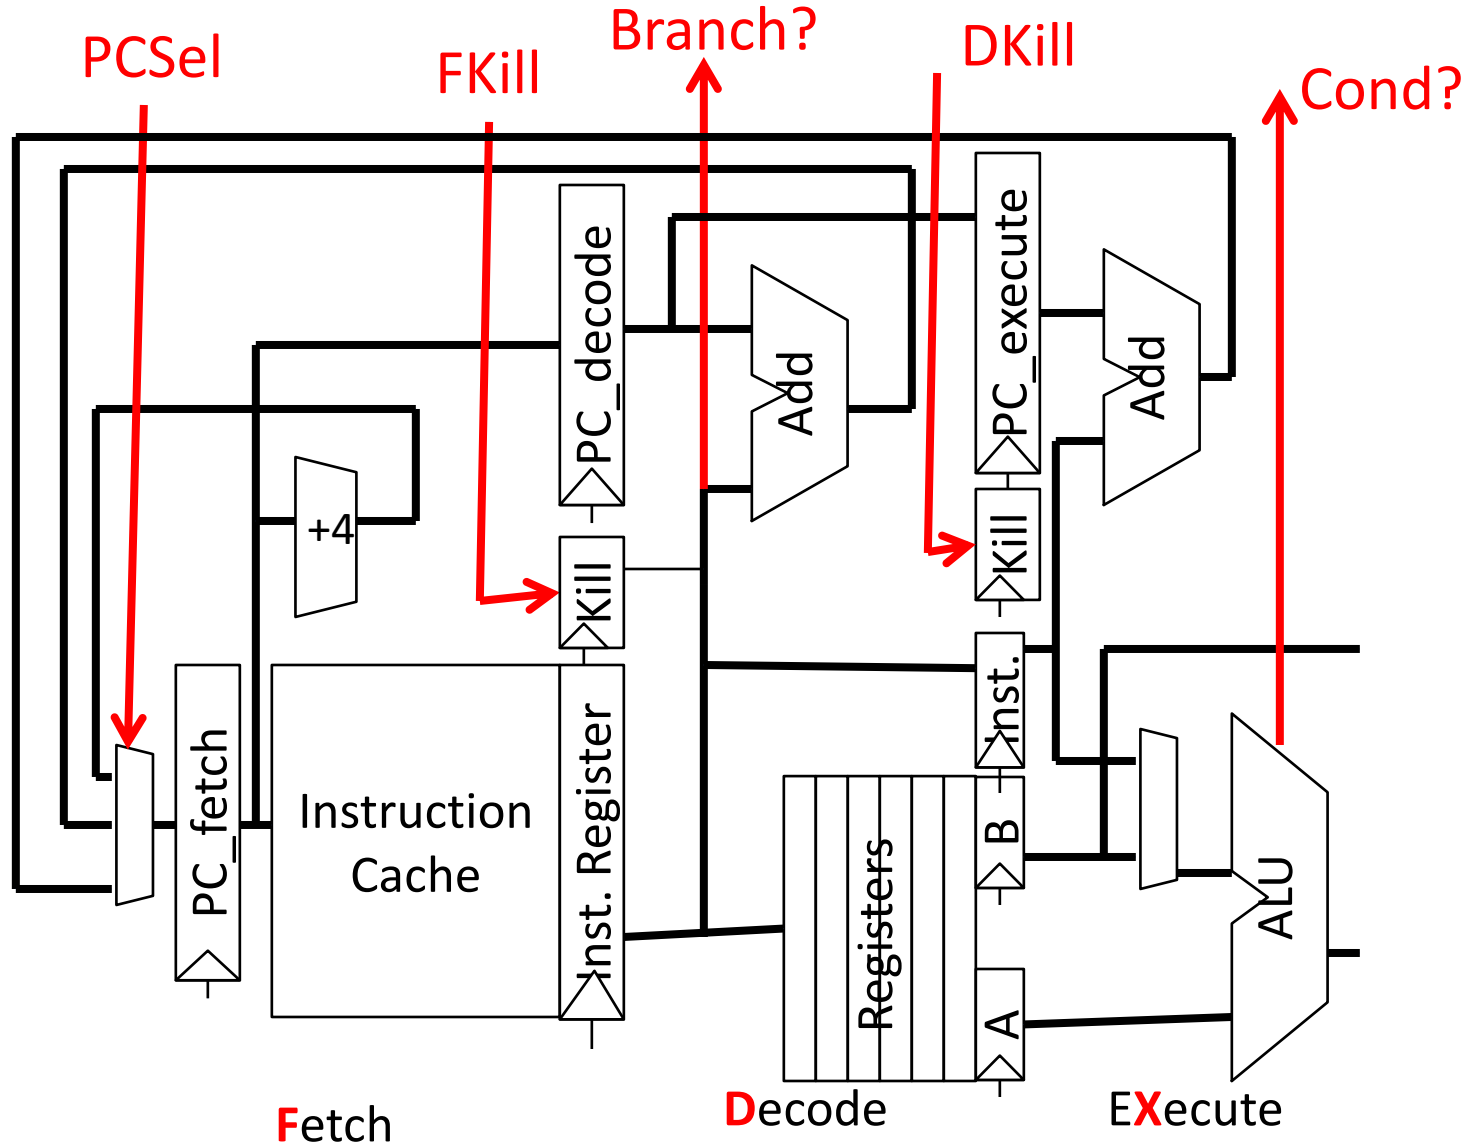 PCSel
FKill
Branch?
DKill
Cond?
PC_decode
PC_execute
Add
Add
+4
Kill
Kill
PC_fetch
Instruction
Cache
Inst. Register
Inst.
Registers
B
A
ALU
Fetch
Decode
EXecute